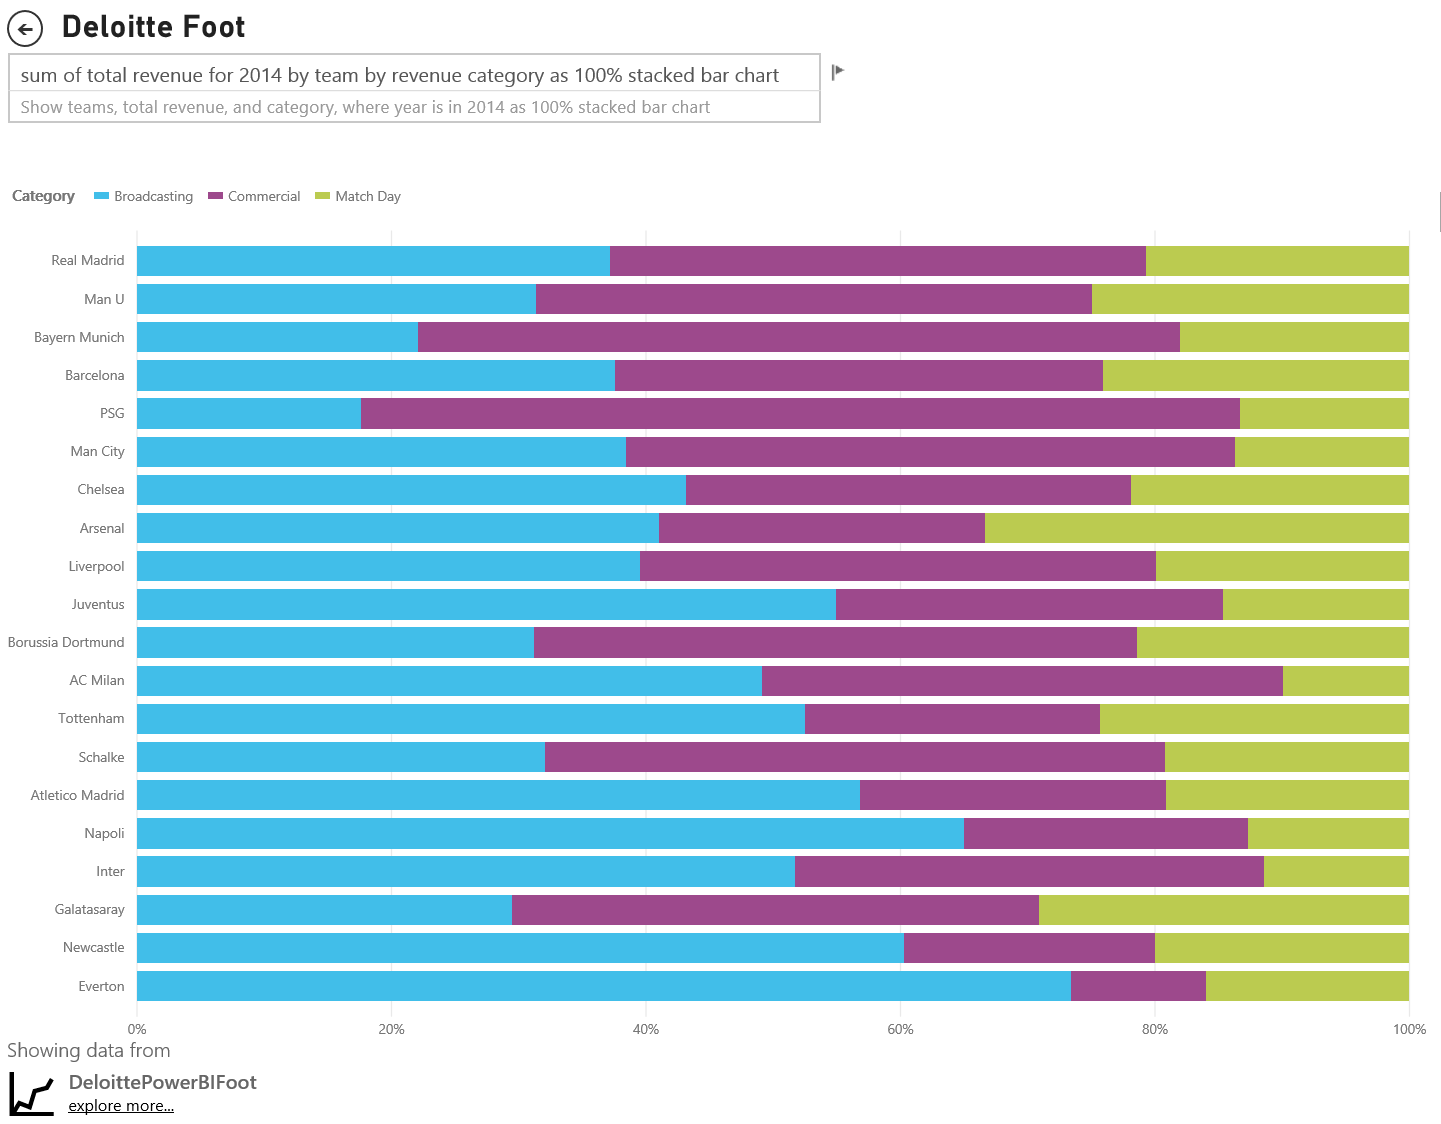 Deloitte Foot
sum of total revenue for 2014 by team by revenue category as 100% stacked bar chart
Show teams, total revenue, and category, where year is in 2014 as 100% stacked bar chart
Category Broadcasting Commercial Match Day
Real Madrid
Man U
Bayern Munich
Barcelona
PSG
Man City
Chelsea
Arsenal
Liverpool
Juventus
Borussia Dortmund
AC Milan
Tottenham
Schalke
Atletico Madrid
Napoli
Inter
Galatasaray
Newcastle
Everton
0% 20% 40% 60% 80% 100%
Showing data from
DeloittePowerBIFoot
explore more...